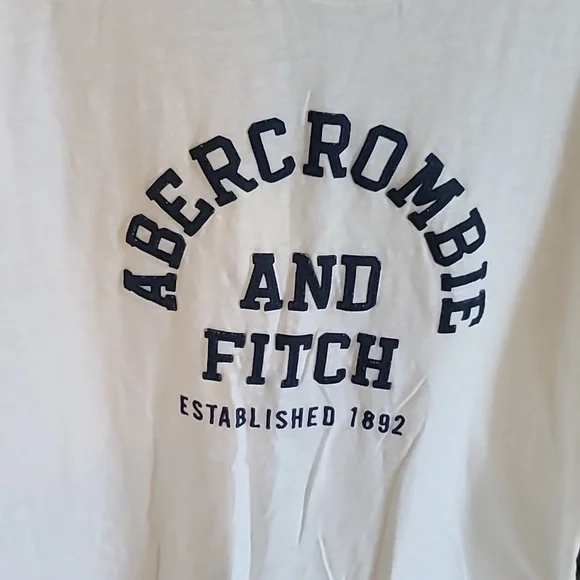 ABERCROMBIE
AND
FITCH
ESTABLISHED 1892